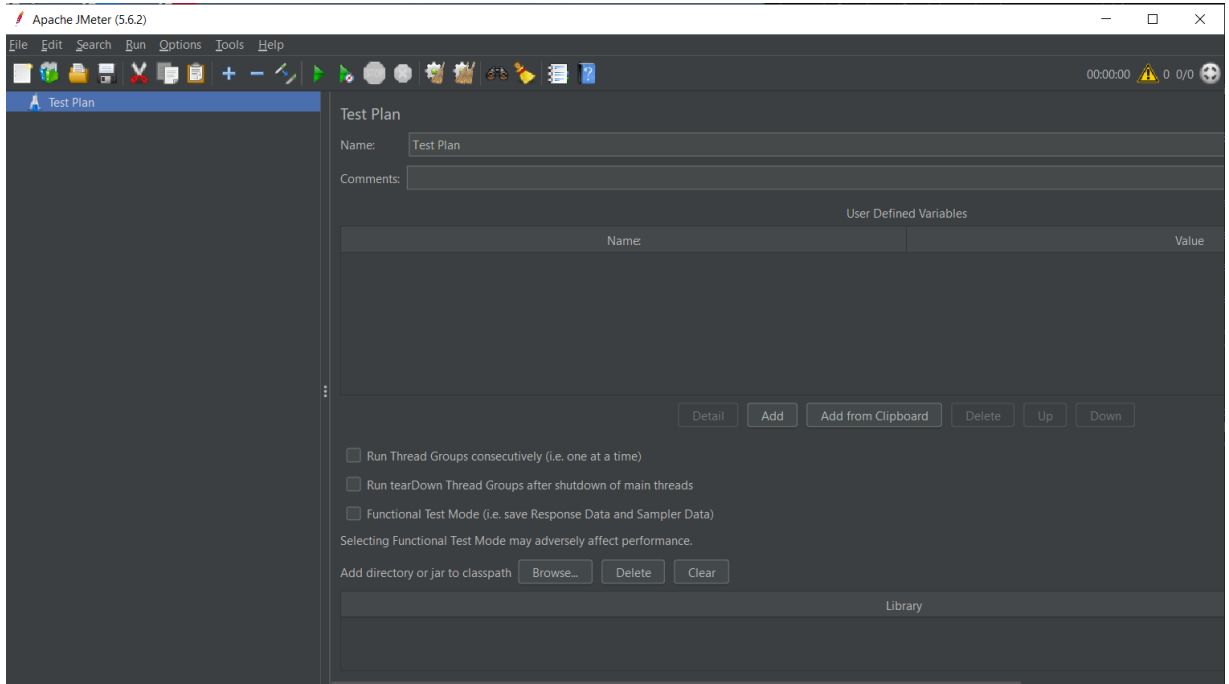 Apache JMeter (5.6.2)
File Edit Search Run Options Tools Help
00:00:00 0 0/0
Test Plan
Test Plan
Name: Test Plan
Comments:
User Defined Variables
Name: Value
Detail Add Add from Clipboard Delete Up Down
Run Thread Groups consecutively (i.e. one at a time)
Run tearDown Thread Groups after shutdown of main threads
Functional Test Mode (i.e. save Response Data and Sampler Data)
Selecting Functional Test Mode may adversely affect performance.
Add directory or jar to classpath Browse... Delete Clear
Library